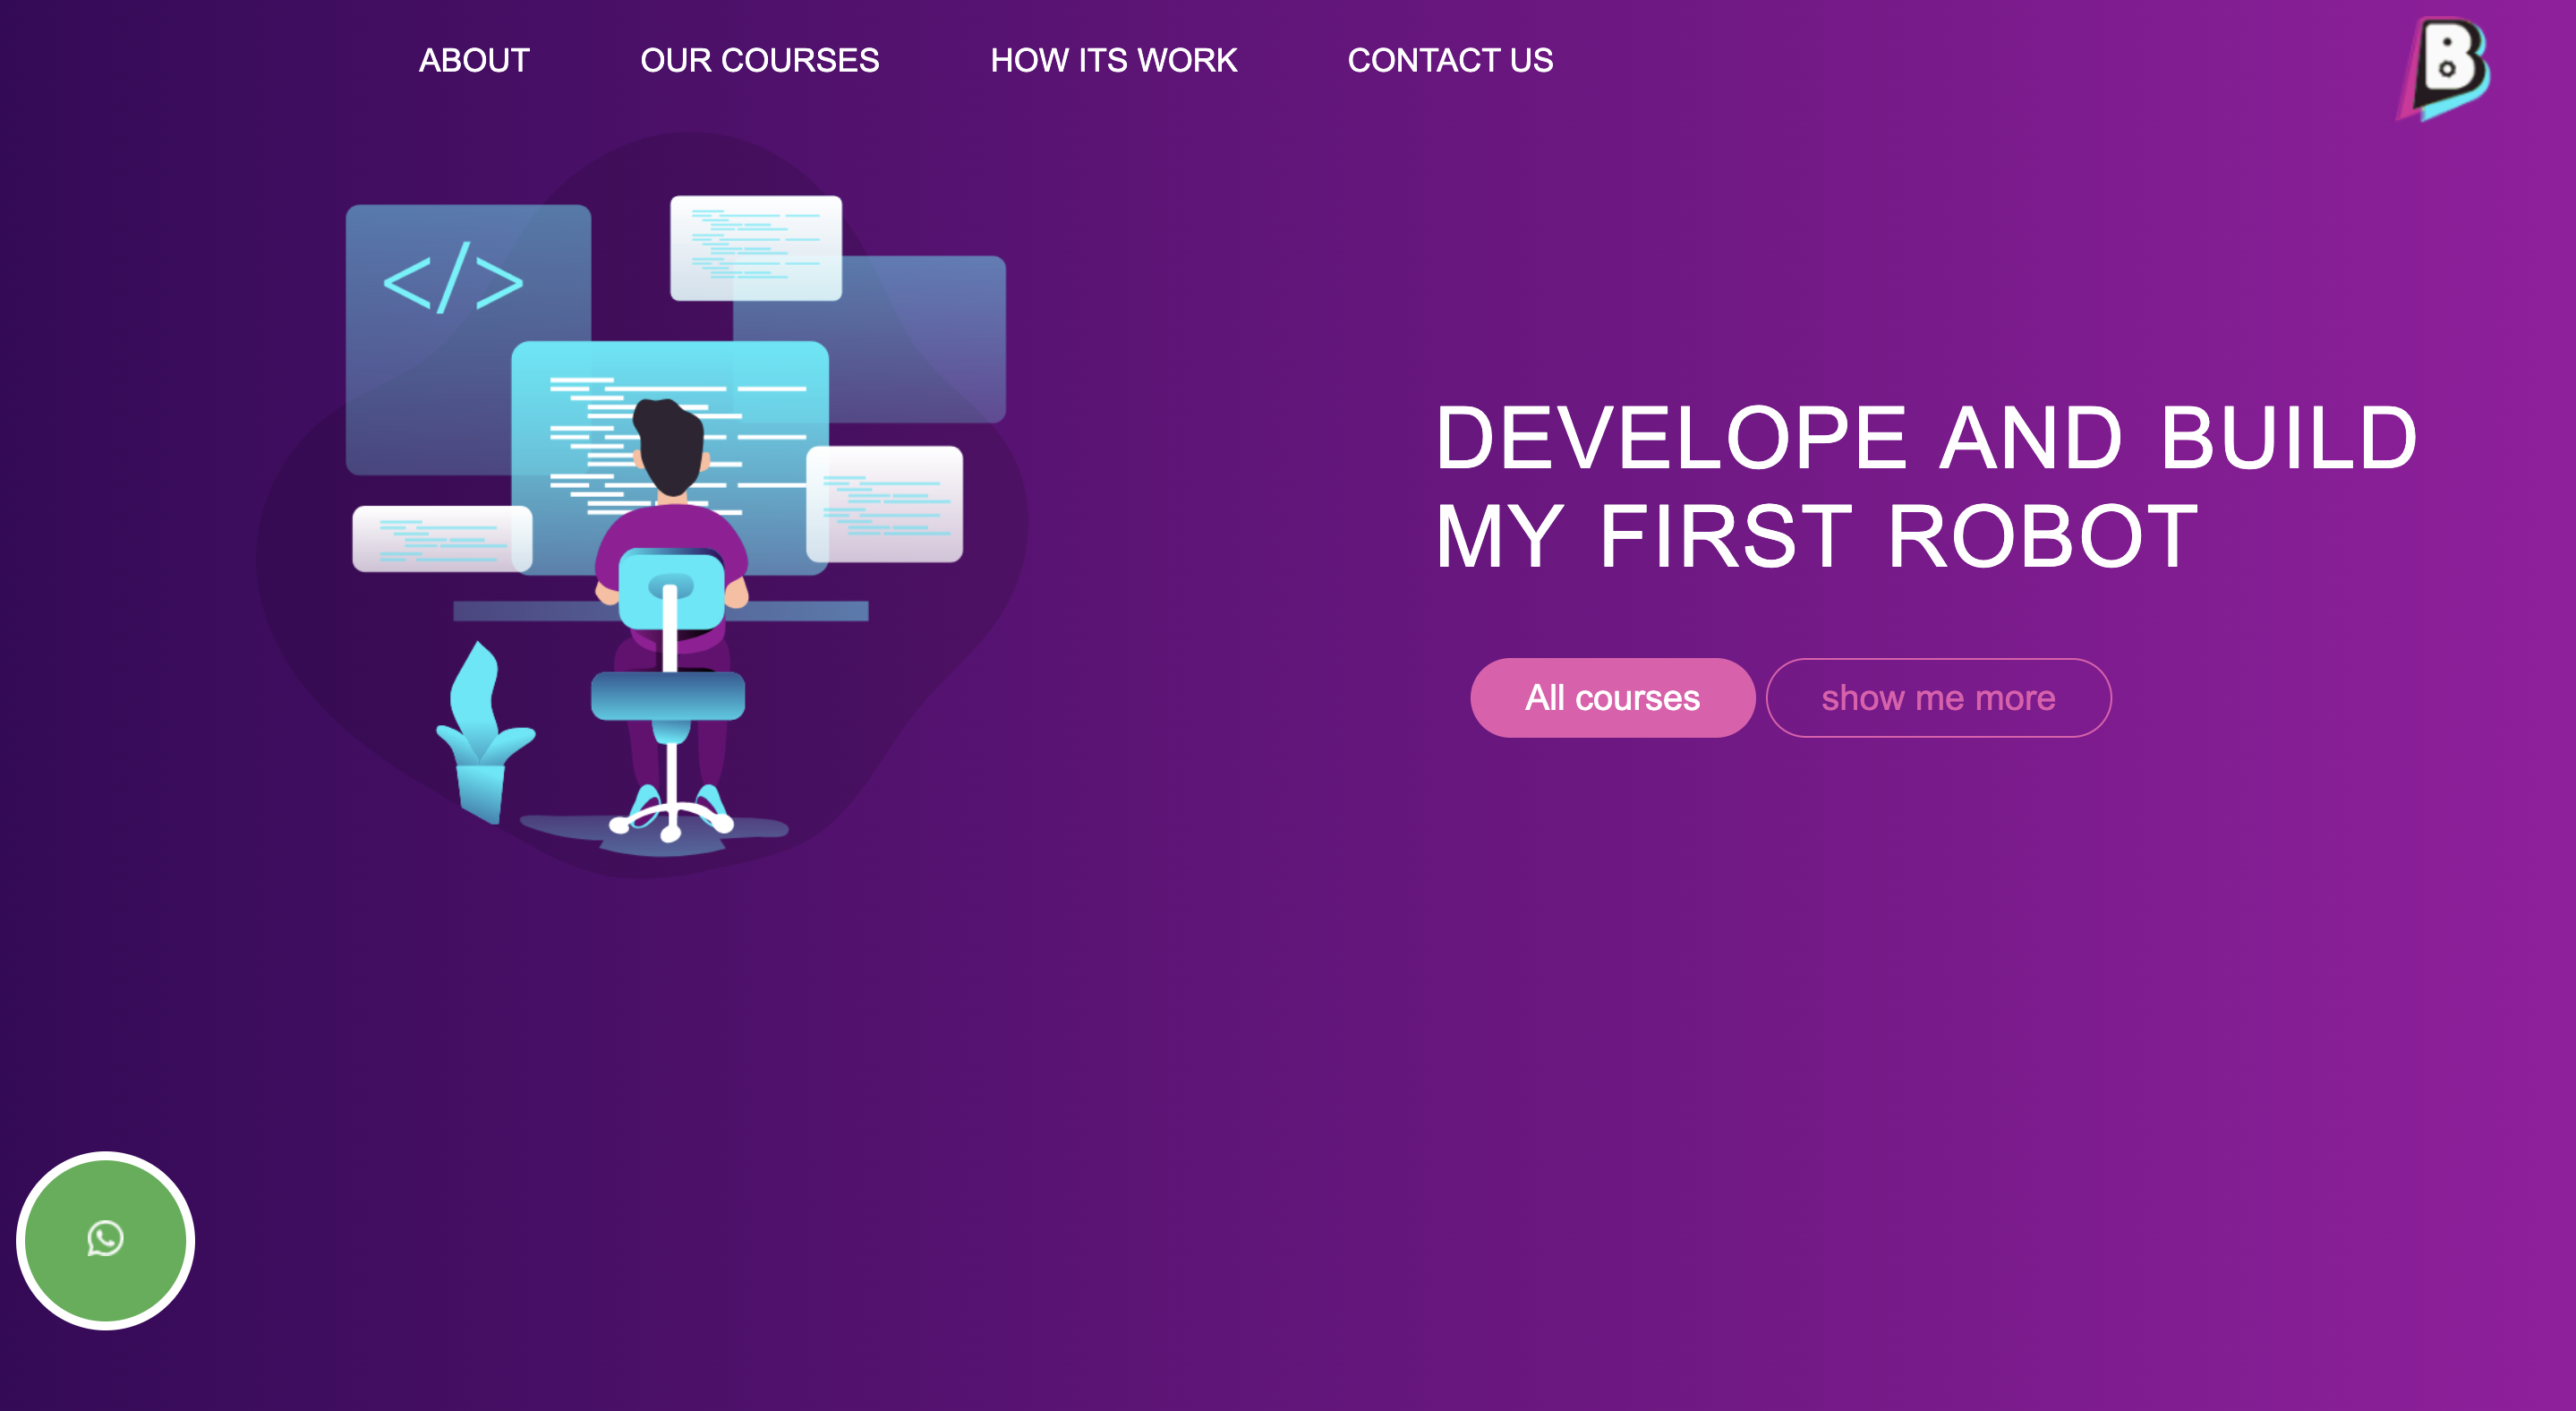 ABOUT
OUR COURSES
HOW ITS WORK
CONTACT US
B
</>
DEVELOPE AND BUILD
MY FIRST ROBOT
All courses
show me more